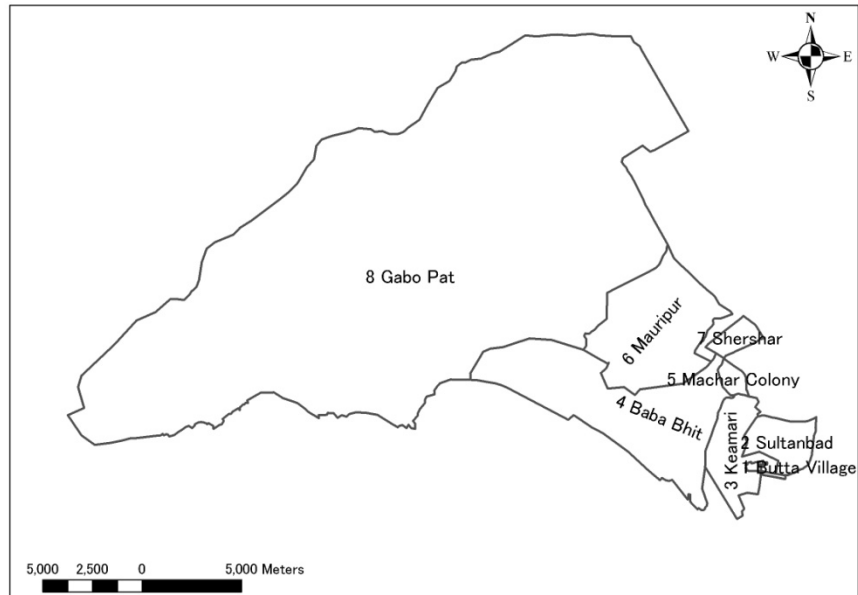 N
W E
S
8 Gabo Pat
6 Mauripur
7 Shershar
5 Machar Colony
4 Baba Bhit
3 Keamari
2 Sultanbad
1 Butta Village
5,000 2,500 0 5,000 Meters